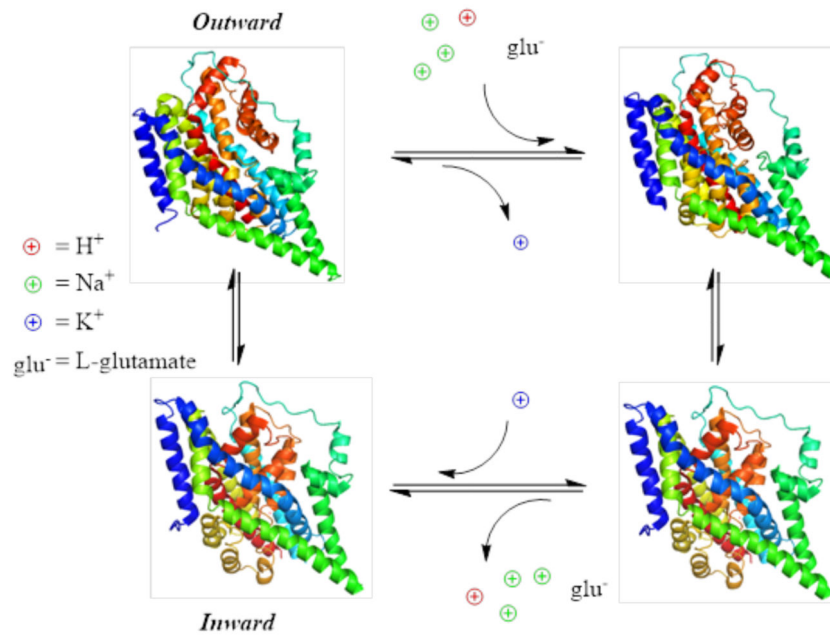 Outward
glu⁻
⊕ = H⁺
⊕ = Na⁺
⊕ = K⁺
glu⁻ = L-glutamate
glu⁻
Inward